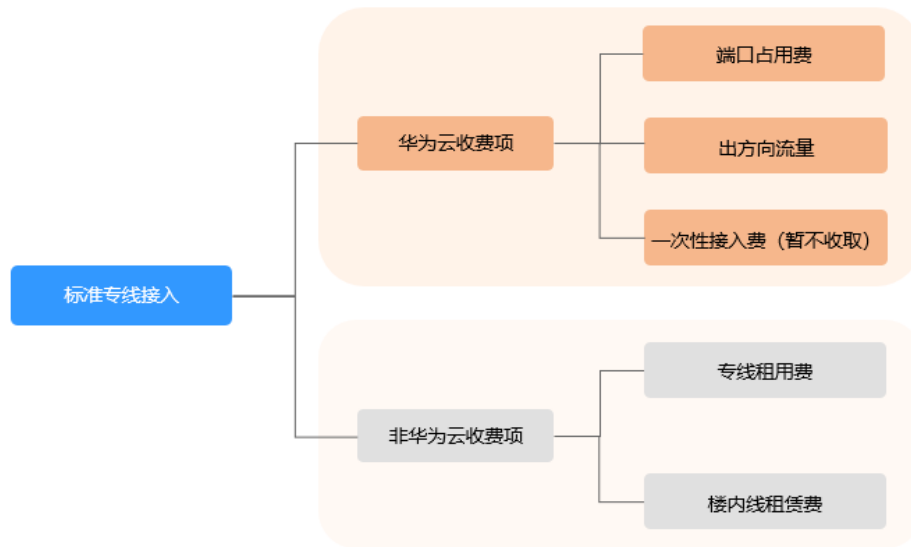 端口占用费
华为云收费项
出方向流量
一次性接入费（暂不收取）
标准专线接入
专线租用费
非华为云收费项
楼内线租赁费